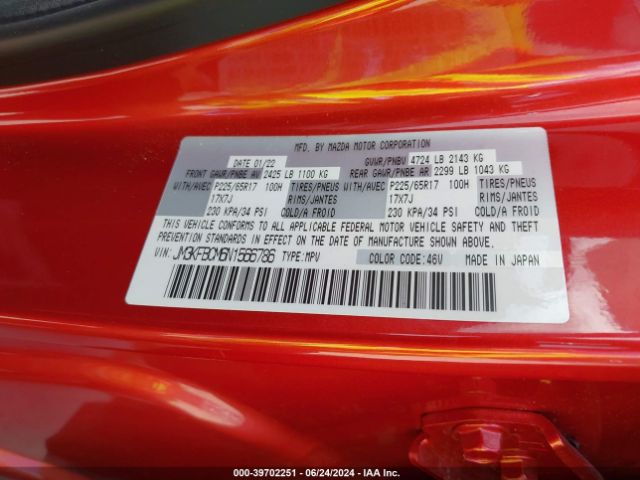 MFD. BY MAZDA MOTOR CORPORATION
DATE 01/22 GVWR/PNBV 4724 LB 2143 KG
FRONT GAWR/PNBE AV 2425 LB 1100 KG REAR GAWR/PNBE AR 2299 LB 1043 KG
WITH/AVEC P225/65R17 100H TIRES/PNEUS WITH/AVEC P225/65R17 100H TIRES/PNEUS
17X7J RIMS/JANTES 17X7J RIMS/JANTES
230 KPA/34 PSI COLD/A FROID 230 KPA/34 PSI COLD/A FROID
THIS VEHICLE CONFORMS TO ALL APPLICABLE FEDERAL MOTOR VEHICLE SAFETY AND THEFT
PREVENTION STANDARDS IN EFFECT ON THE DATE OF MANUFACTURE SHOWN ABOVE.
VIN: JM3KFBCM6N1566786 TYPE:MPV COLOR CODE:46V MADE IN JAPAN
000-39702251 - 06/24/2024 - IAA Inc.